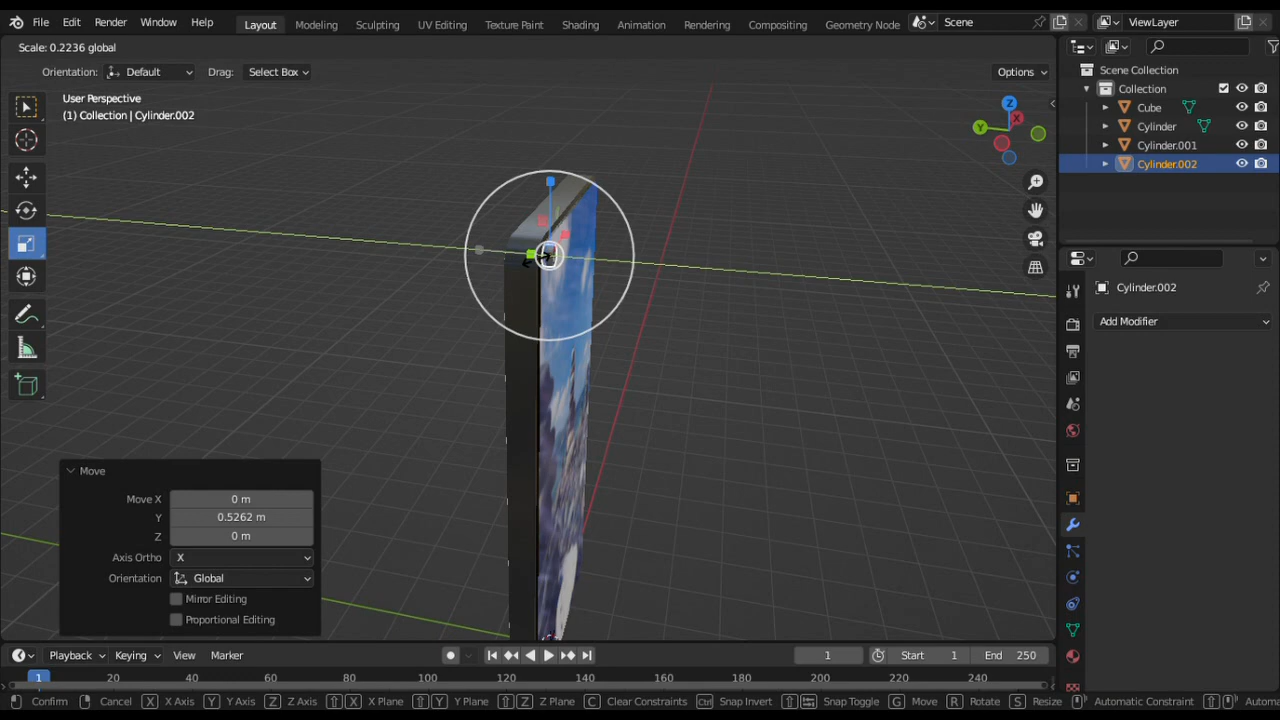 File Edit Render Window Help Layout Modeling Sculpting UV Editing Texture Paint Shading Animation Rendering Compositing Geometry Node Scene ViewLayer
Scale: 0.2236 global
Orientation: Default Drag: Select Box Options
User Perspective
(1) Collection | Cylinder.002
Z
X
Y
Scene Collection
Collection
Cube
Cylinder
Cylinder.001
Cylinder.002
Cylinder.002
Add Modifier
Move
Move X 0 m
Y 0.5262 m
Z 0 m
Axis Ortho X
Orientation Global
Mirror Editing
Proportional Editing
Playback Keying View Marker 1 Start 1 End 250
1 20 40 60 80 100 120 140 160 180 200 220 240
Confirm Cancel X X Axis Y Y Axis Z Z Axis X X Plane Y Y Plane Z Z Plane C Clear Constraints Ctrl Snap Invert Snap Toggle G Move R Rotate S Resize Automatic Constraint Automa